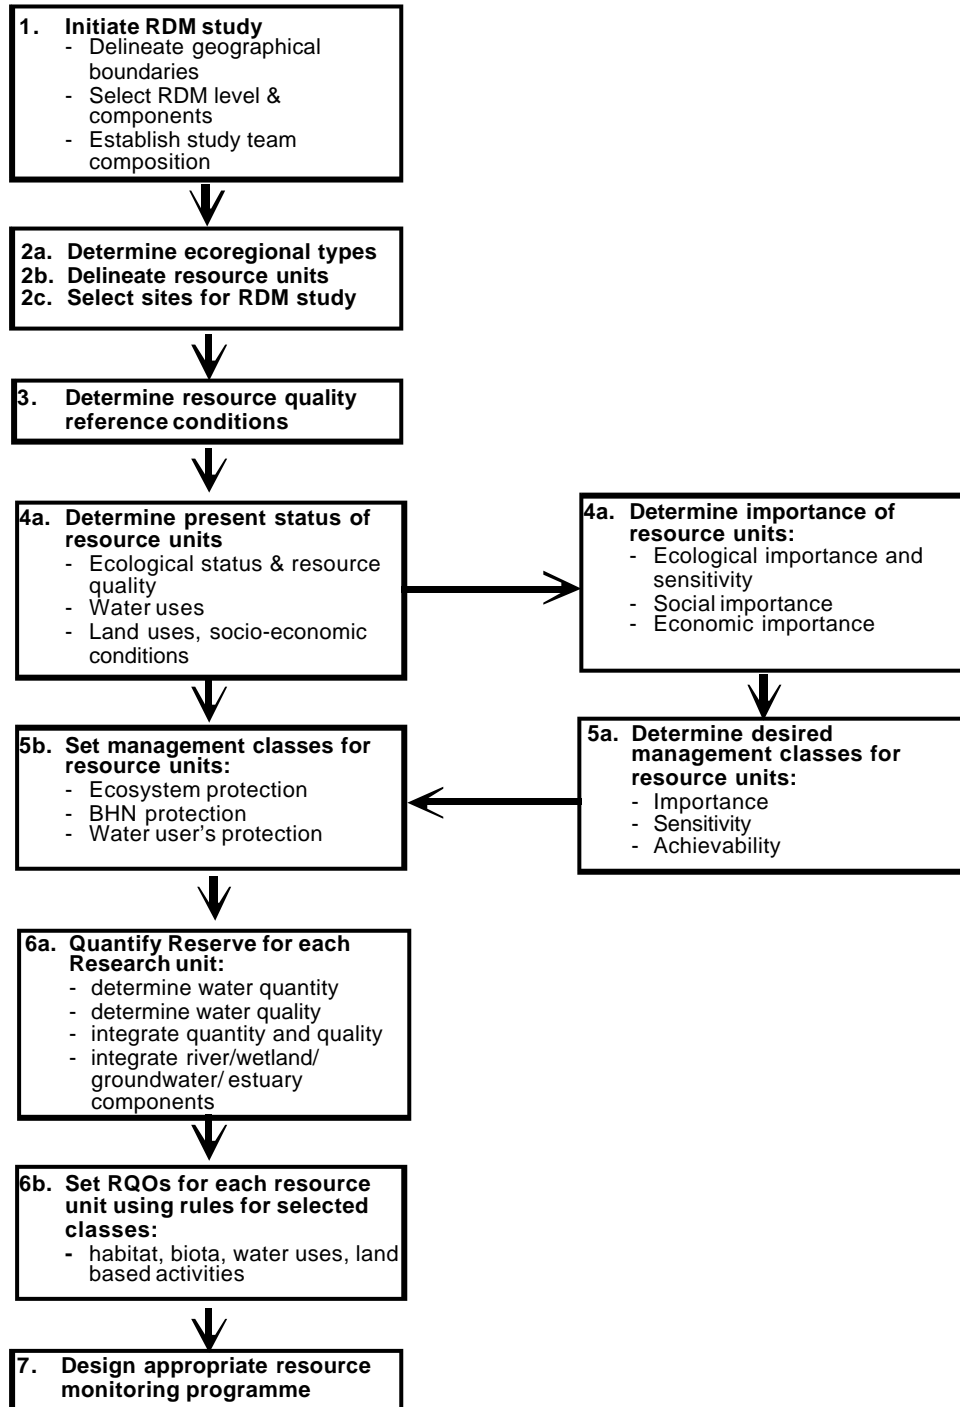 1. Initiate RDM study
- Delineate geographical
boundaries
- Select RDM level &
components
- Establish study team
composition
2a. Determine ecoregional types
2b. Delineate resource units
2c. Select sites for RDM study
3. Determine resource quality
reference conditions
4a. Determine present status of
resource units
- Ecological status & resource
quality
- Water uses
- Land uses, socio-economic
conditions
4a. Determine importance of
resource units:
- Ecological importance and
sensitivity
- Social importance
- Economic importance
5b. Set management classes for
resource units:
- Ecosystem protection
- BHN protection
- Water user's protection
5a. Determine desired
management classes for
resource units:
- Importance
- Sensitivity
- Achievability
6a. Quantify Reserve for each
Research unit:
- determine water quantity
- determine water quality
- integrate quantity and quality
- integrate river/wetland/
groundwater/ estuary
components
6b. Set RQOs for each resource
unit using rules for selected
classes:
- habitat, biota, water uses, land
based activities
7. Design appropriate resource
monitoring programme